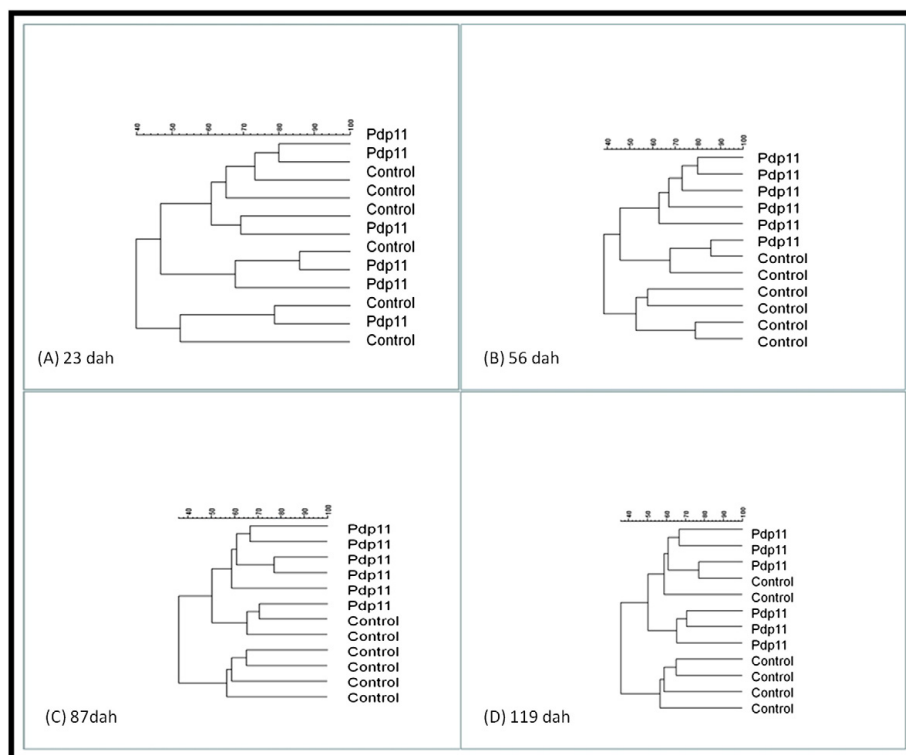 40 50 60 70 80 90 100
Pdp11
Pdp11
Control
Control
Control
Pdp11
Control
Pdp11
Pdp11
Control
Pdp11
Control
(A) 23 dah
40 50 60 70 80 90 100
Pdp11
Pdp11
Pdp11
Pdp11
Pdp11
Pdp11
Control
Control
Control
Control
Control
Control
(B) 56 dah
40 50 60 70 80 90 100
Pdp11
Pdp11
Pdp11
Pdp11
Pdp11
Pdp11
Control
Control
Control
Control
Control
Control
(C) 87dah
40 50 60 70 80 90 100
Pdp11
Pdp11
Pdp11
Control
Control
Pdp11
Pdp11
Pdp11
Control
Control
Control
Control
(D) 119 dah